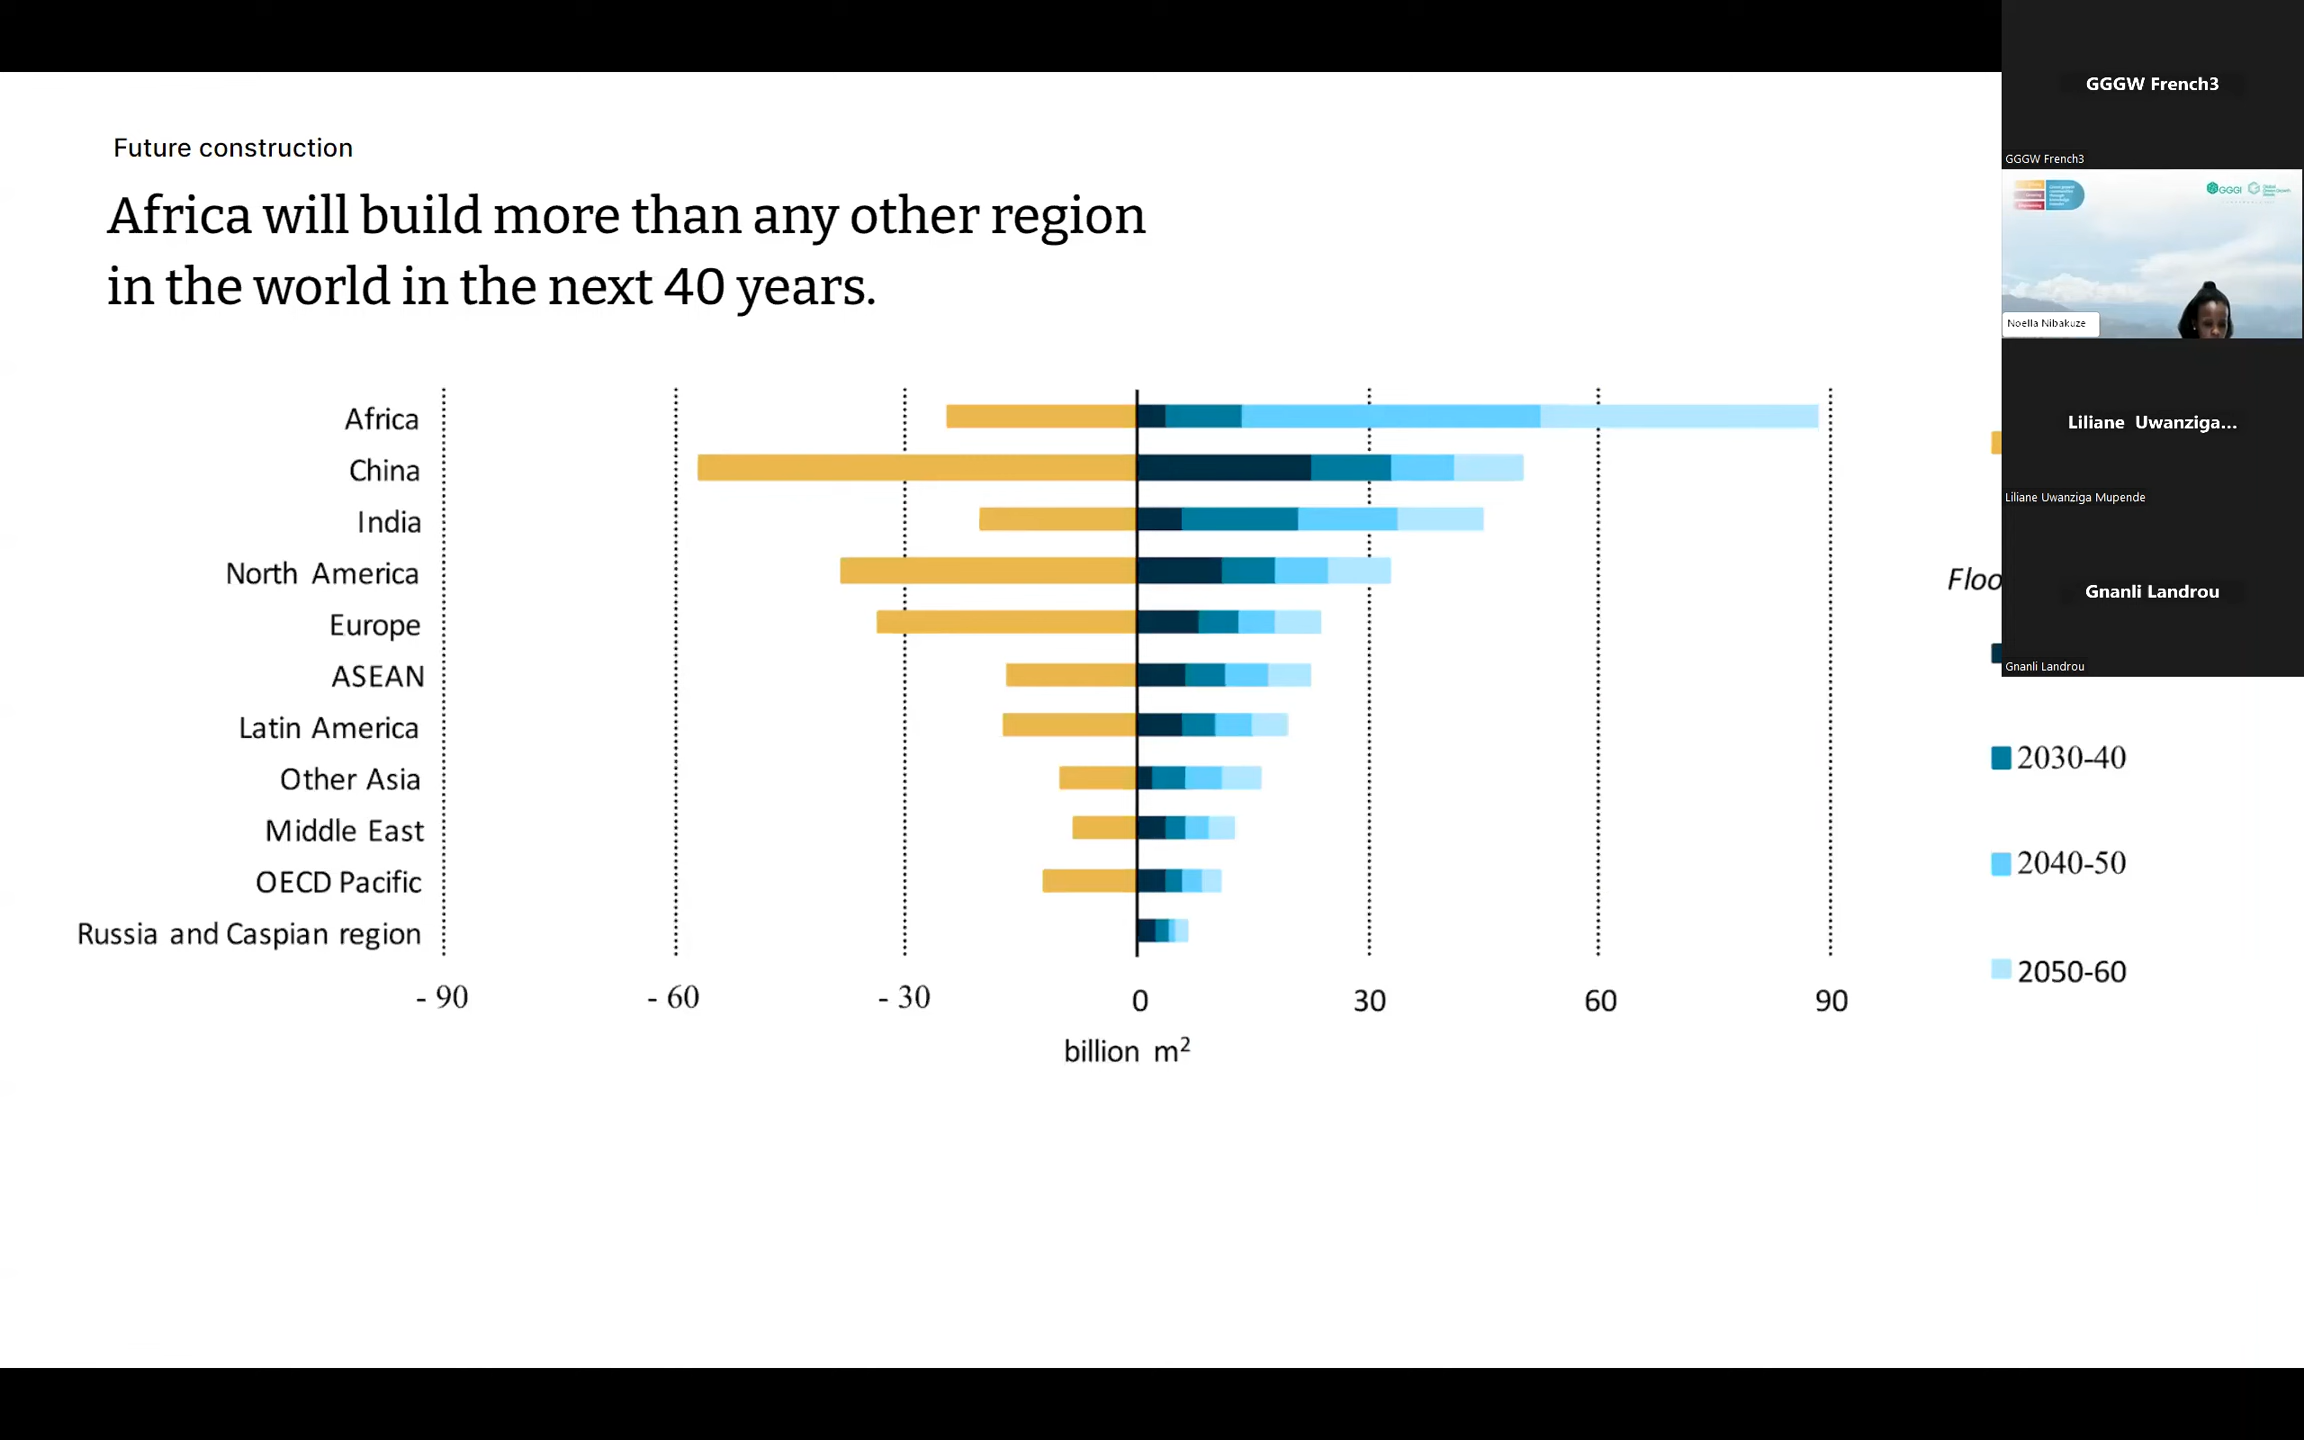 Future construction
Africa will build more than any other region
in the world in the next 40 years.
Africa
China
India
North America
Europe
ASEAN
Latin America
Other Asia
Middle East
OECD Pacific
Russia and Caspian region
- 90
- 60
- 30
0
30
60
90
billion m²
Floo
2030-40
2040-50
2050-60
GGGW French3
GGGW French3
GGGI
Noella Nibakuze
Liliane Uwanziga...
Liliane Uwanziga Mupende
Gnanli Landrou
Gnanli Landrou